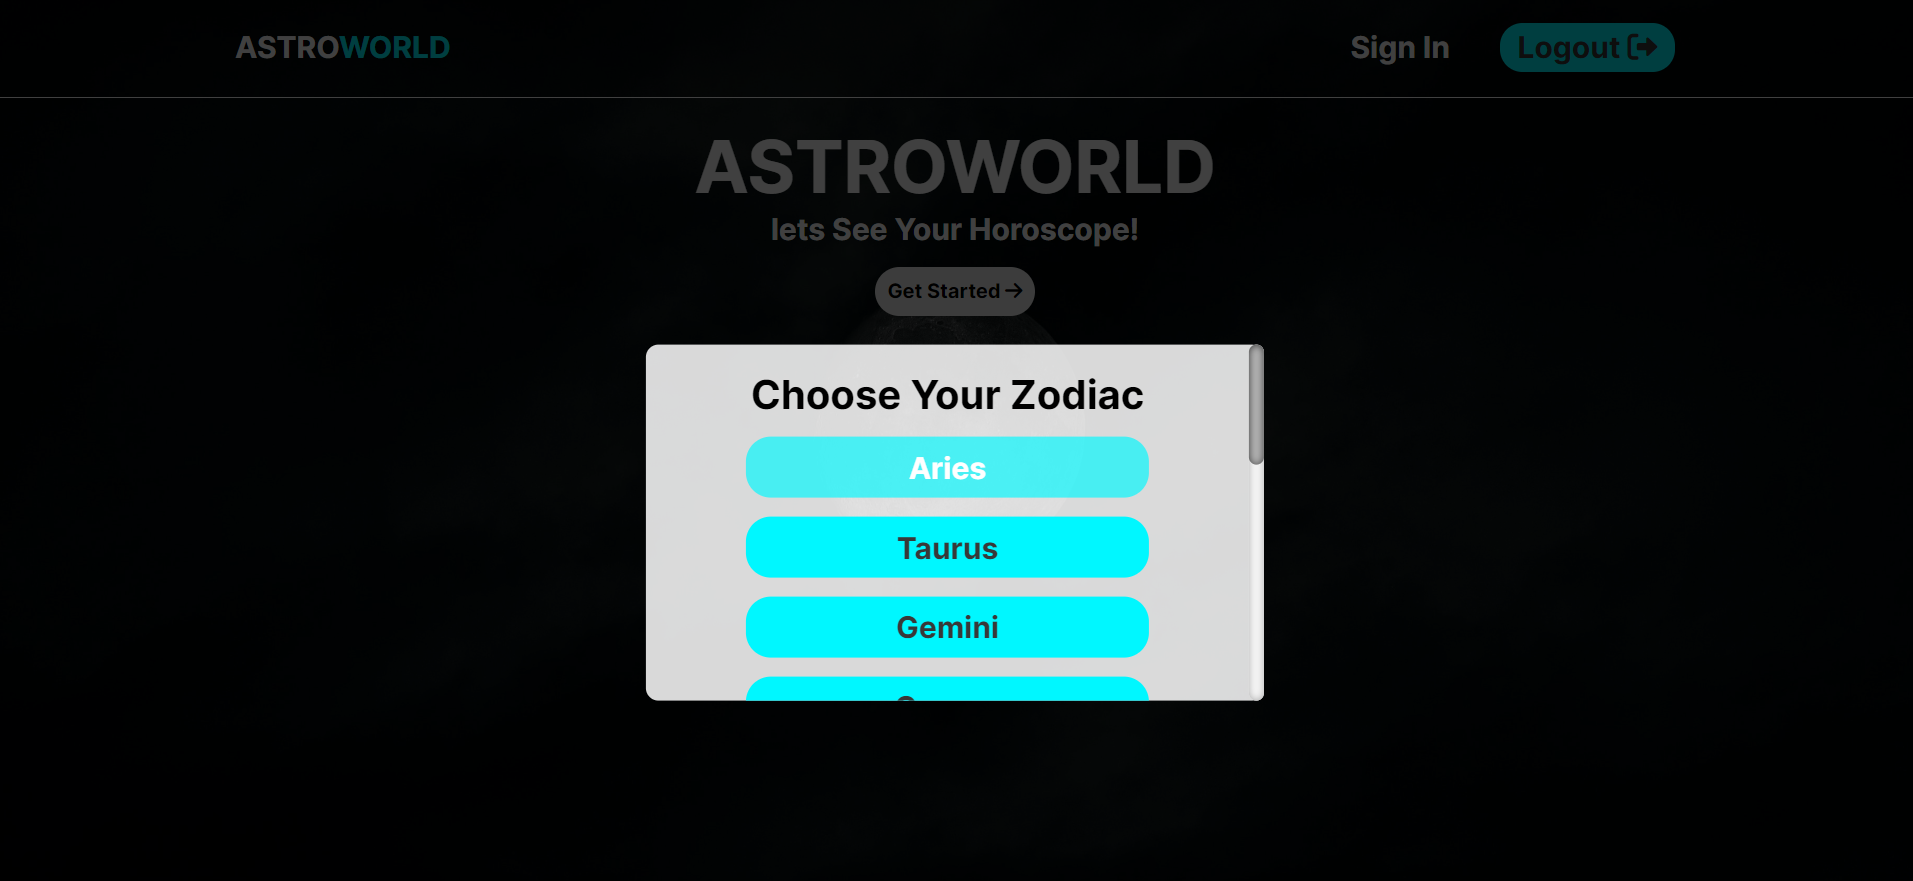 ASTROWORLD
Sign In
Logout
ASTROWORLD
lets See Your Horoscope!
Get Started
Choose Your Zodiac
Aries
Taurus
Gemini